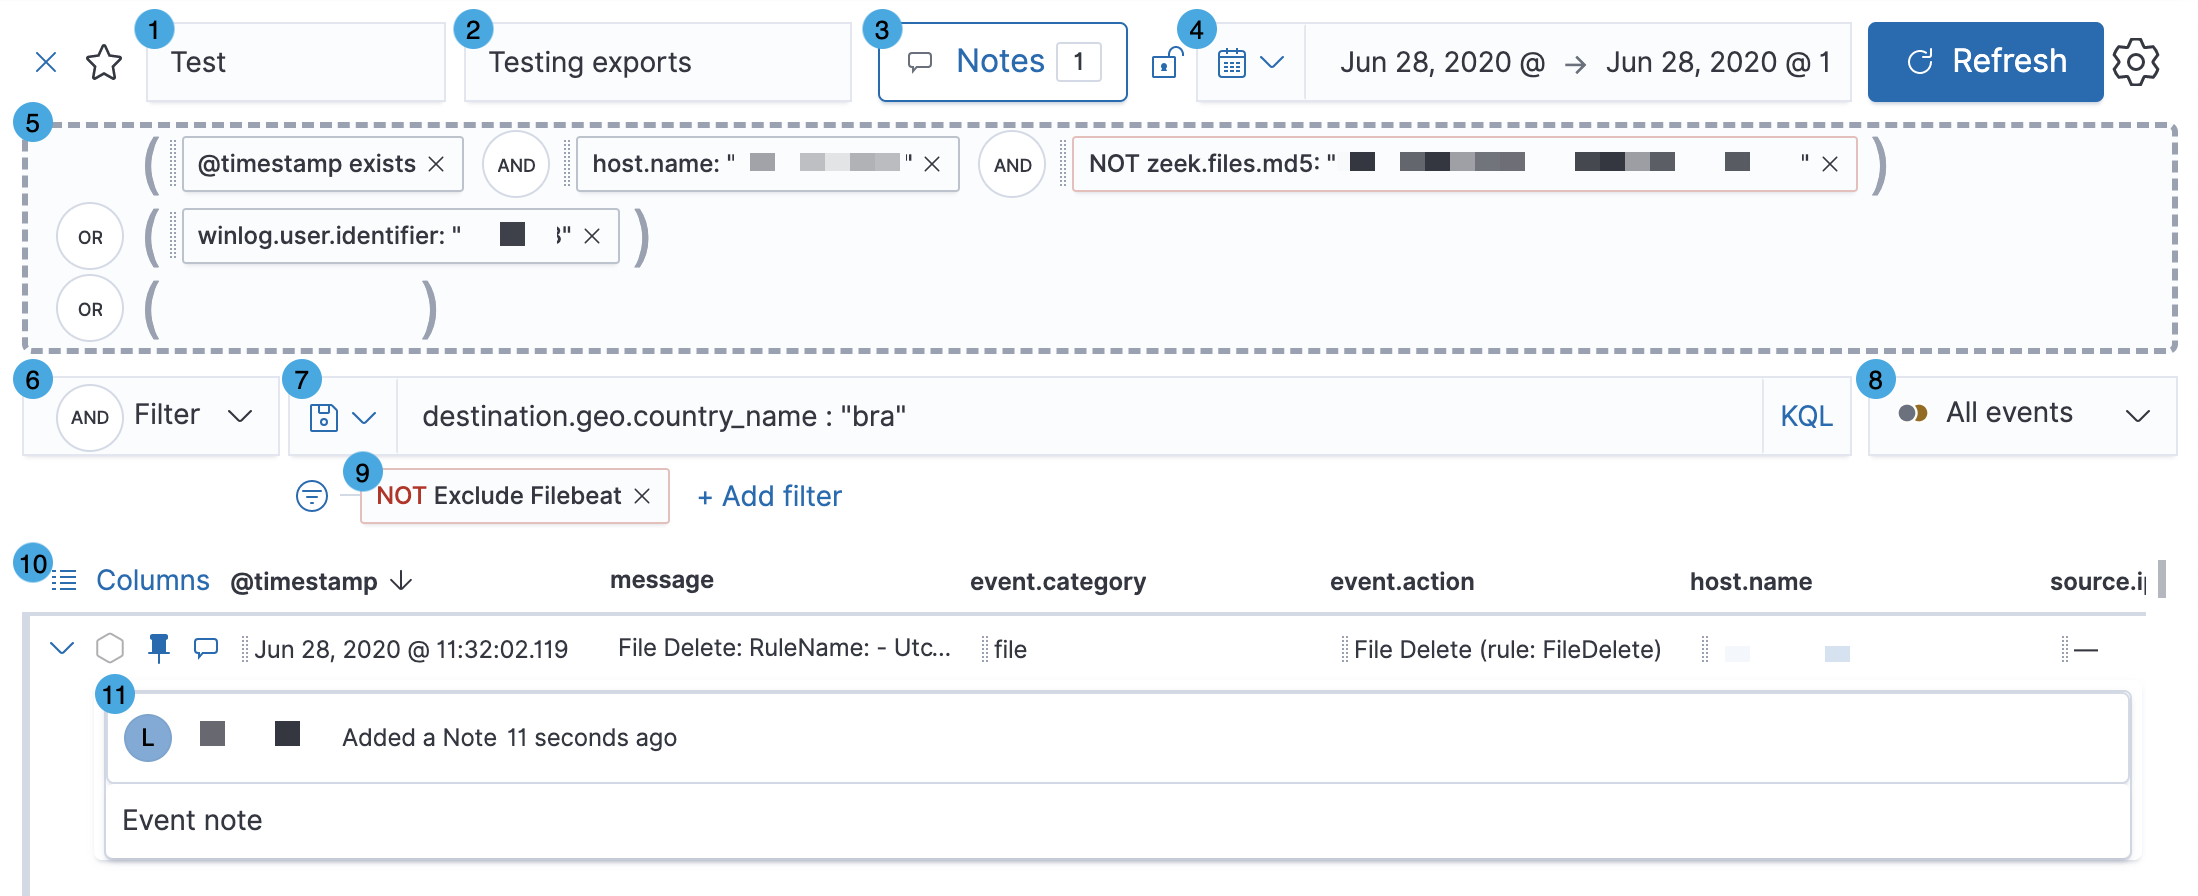 1 2 3 4
Test Testing exports Notes 1 Jun 28, 2020 @ → Jun 28, 2020 @ 1 Refresh
5
( @timestamp exists × AND host.name: " " × AND NOT zeek.files.md5: " " × )
OR ( winlog.user.identifier: " " × )
OR ( )
6 7 8
AND Filter destination.geo.country_name : "bra" KQL All events
9
NOT Exclude Filebeat × + Add filter
10
Columns @timestamp ↓ message event.category event.action host.name source.i
Jun 28, 2020 @ 11:32:02.119 File Delete: RuleName: - Utc... file File Delete (rule: FileDelete) —
11
L Added a Note 11 seconds ago
Event note